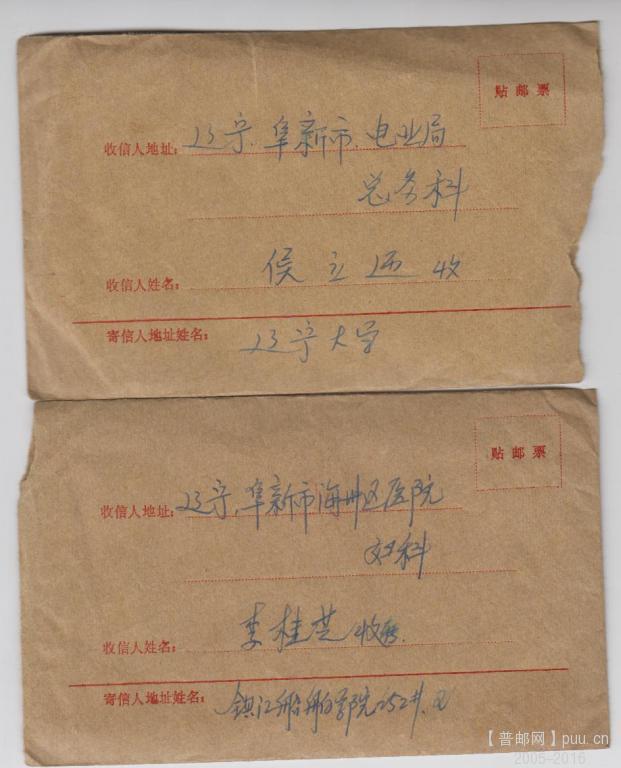 贴邮票
收信人地址：辽宁.阜新市.电业局
总务科
收信人姓名：侯立 收
寄信人地址姓名：辽宁大学
贴邮票
收信人地址：辽宁.阜新市海州区医院
妇科
收信人姓名：李桂芝收
寄信人地址姓名：镇江船舶学院252#.
【普邮网】puu.cn
2005-2016